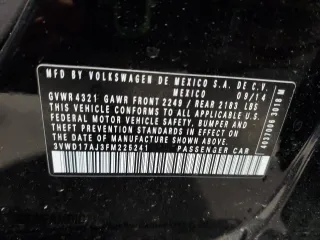 MFD BY VOLKSWAGEN DE MEXICO S.A. DE C.V.
MEXICO 09/14
GVWR 4321 GAWR FRONT 2249 / REAR 2183 LBS
THIS VEHICLE CONFORMS TO ALL APPLICABLE U.S.
FEDERAL MOTOR VEHICLE SAFETY, BUMPER, AND
THEFT PREVENTION STANDARDS IN EFFECT ON THE
DATE OF MANUFACTURE SHOWN ABOVE.
3VWD17AJ3FM225241 PASSENGER CAR